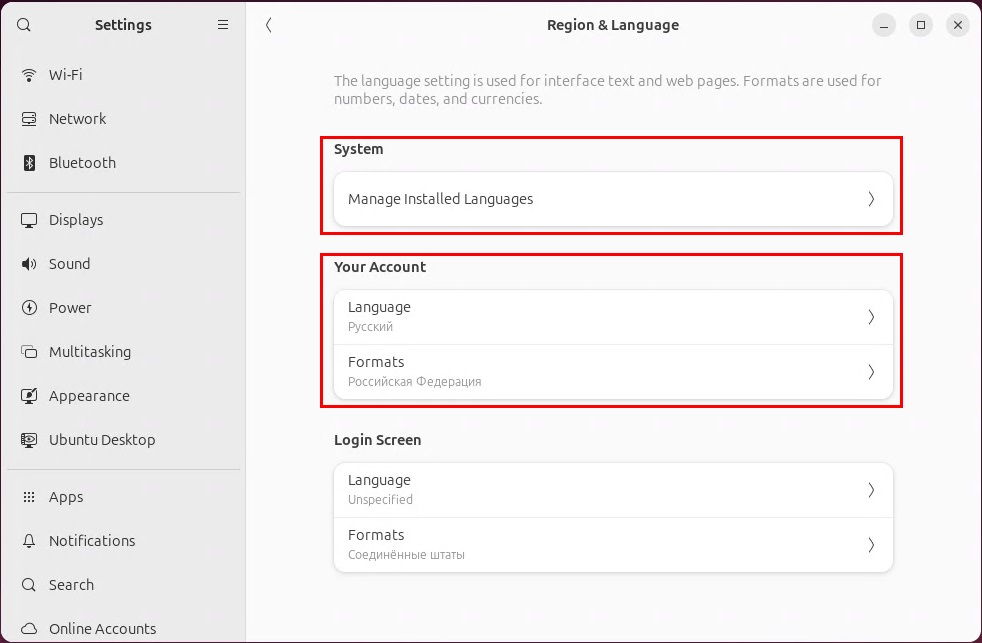 Settings
Region & Language
Wi-Fi
Network
Bluetooth
Displays
Sound
Power
Multitasking
Appearance
Ubuntu Desktop
Apps
Notifications
Search
Online Accounts
The language setting is used for interface text and web pages. Formats are used for
numbers, dates, and currencies.
System
Manage Installed Languages
Your Account
Language
Русский
Formats
Российская Федерация
Login Screen
Language
Unspecified
Formats
Соединённые штаты